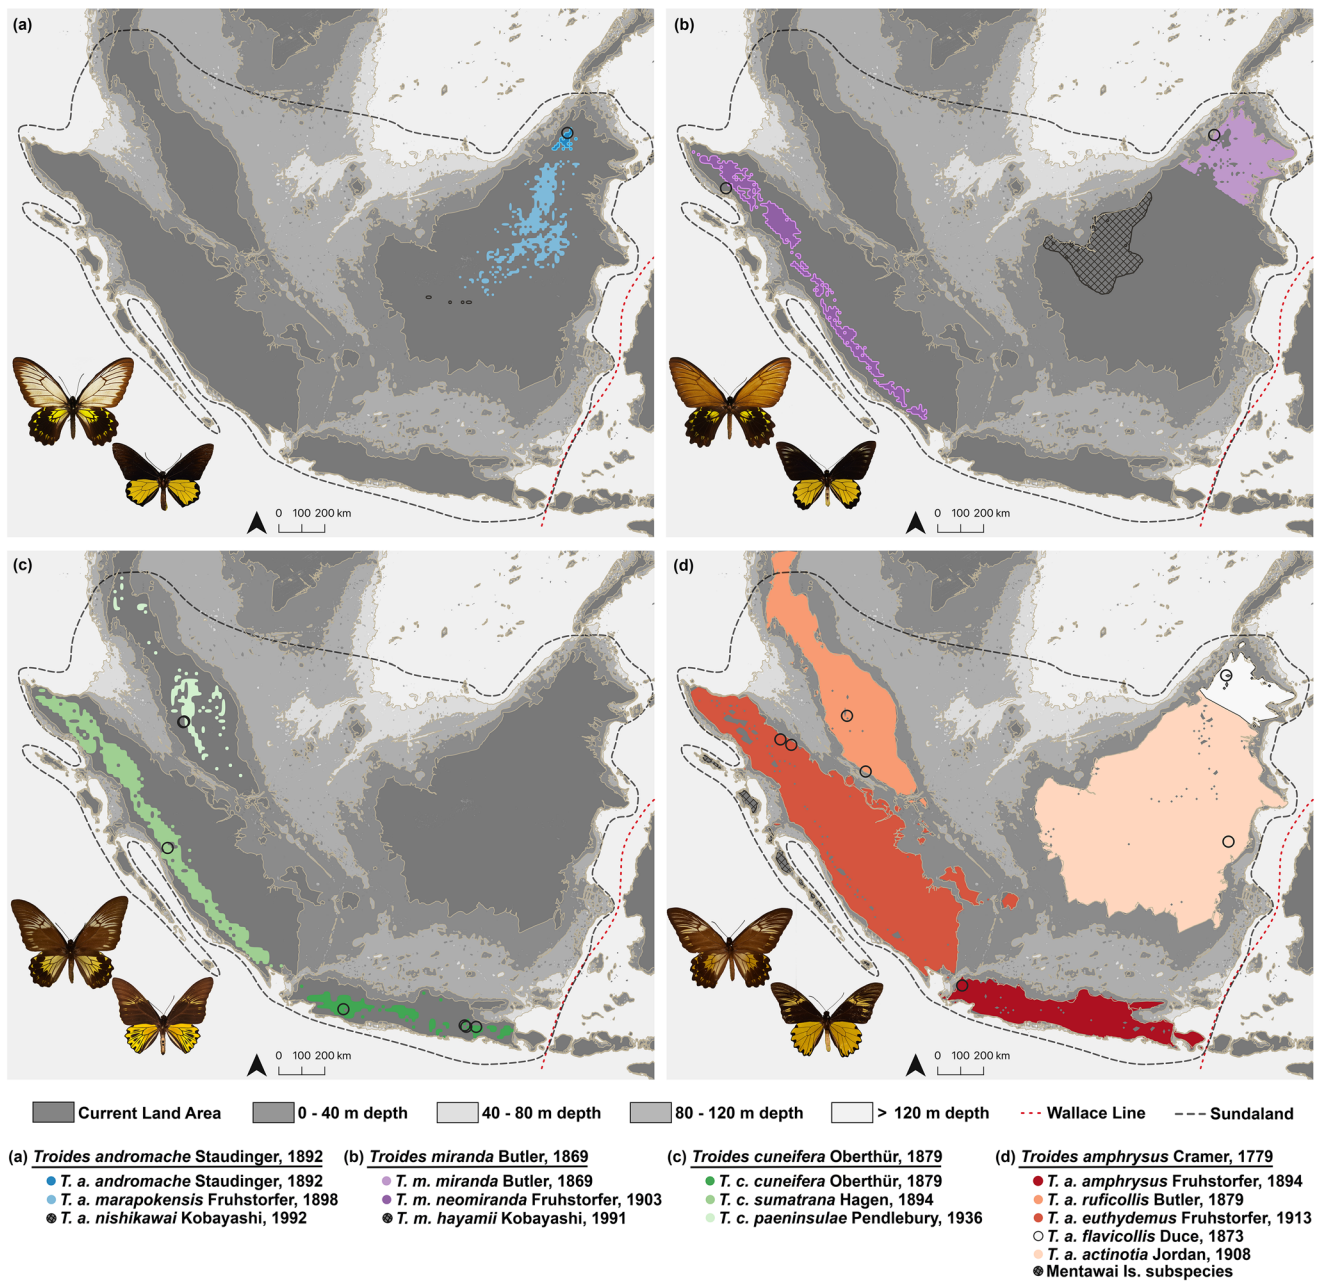 (a)
0 100 200 km
(b)
0 100 200 km
(c)
0 100 200 km
(d)
0 100 200 km
Current Land Area
0 - 40 m depth
40 - 80 m depth
80 - 120 m depth
> 120 m depth
Wallace Line
Sundaland
(a) Troides andromache Staudinger, 1892
T. a. andromache Staudinger, 1892
T. a. marapokensis Fruhstorfer, 1898
T. a. nishikawai Kobayashi, 1992
(b) Troides miranda Butler, 1869
T. m. miranda Butler, 1869
T. m. neomiranda Fruhstorfer, 1903
T. m. hayamii Kobayashi, 1991
(c) Troides cuneifera Oberthür, 1879
T. c. cuneifera Oberthür, 1879
T. c. sumatrana Hagen, 1894
T. c. paeninsulae Pendlebury, 1936
(d) Troides amphrysus Cramer, 1779
T. a. amphrysus Fruhstorfer, 1894
T. a. ruficollis Butler, 1879
T. a. euthydemus Fruhstorfer, 1913
T. a. flavicollis Duce, 1873
T. a. actinotia Jordan, 1908
Mentawai Is. subspecies